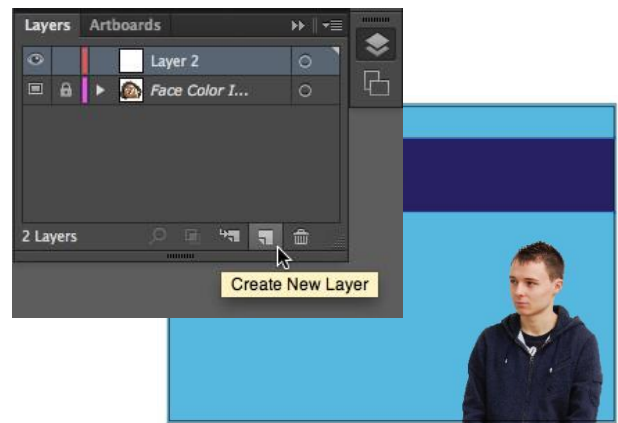 Layers Artboards
Layer 2
Face Color I...
2 Layers
Create New Layer